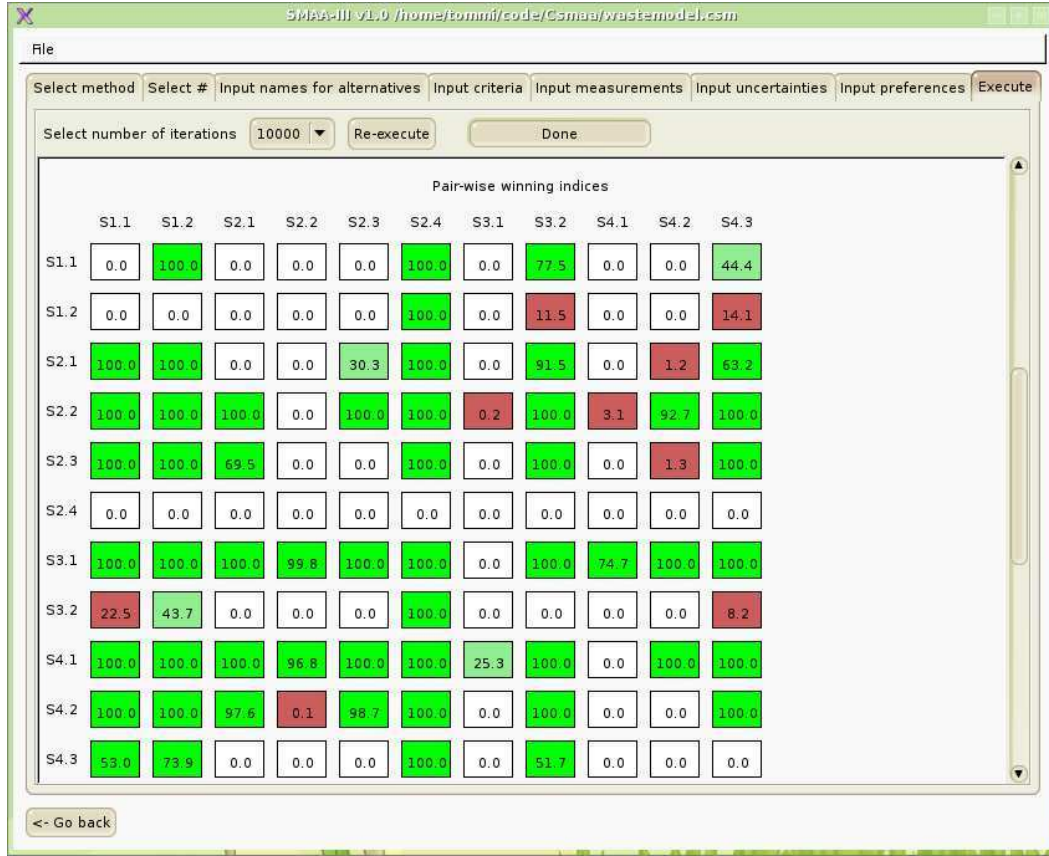 SMAA-III v1.0 /home/tommi/code/Csmaa/wastemodel.csm
File
Select method Select # Input names for alternatives Input criteria Input measurements Input uncertainties Input preferences Execute
Select number of iterations 10000 Re-execute Done
Pair-wise winning indices
S1.1 S1.2 S2.1 S2.2 S2.3 S2.4 S3.1 S3.2 S4.1 S4.2 S4.3
S1.1 0.0 100.0 0.0 0.0 0.0 100.0 0.0 77.5 0.0 0.0 44.4
S1.2 0.0 0.0 0.0 0.0 0.0 100.0 0.0 11.5 0.0 0.0 14.1
S2.1 100.0 100.0 0.0 0.0 30.3 100.0 0.0 91.5 0.0 1.2 63.2
S2.2 100.0 100.0 100.0 0.0 100.0 100.0 0.2 100.0 3.1 92.7 100.0
S2.3 100.0 100.0 69.5 0.0 0.0 100.0 0.0 100.0 0.0 1.3 100.0
S2.4 0.0 0.0 0.0 0.0 0.0 0.0 0.0 0.0 0.0 0.0 0.0
S3.1 100.0 100.0 100.0 99.8 100.0 100.0 0.0 100.0 74.7 100.0 100.0
S3.2 22.5 43.7 0.0 0.0 0.0 100.0 0.0 0.0 0.0 0.0 8.2
S4.1 100.0 100.0 100.0 96.8 100.0 100.0 25.3 100.0 0.0 100.0 100.0
S4.2 100.0 100.0 97.6 0.1 98.7 100.0 0.0 100.0 0.0 0.0 100.0
S4.3 53.0 73.9 0.0 0.0 0.0 100.0 0.0 51.7 0.0 0.0 0.0
<- Go back